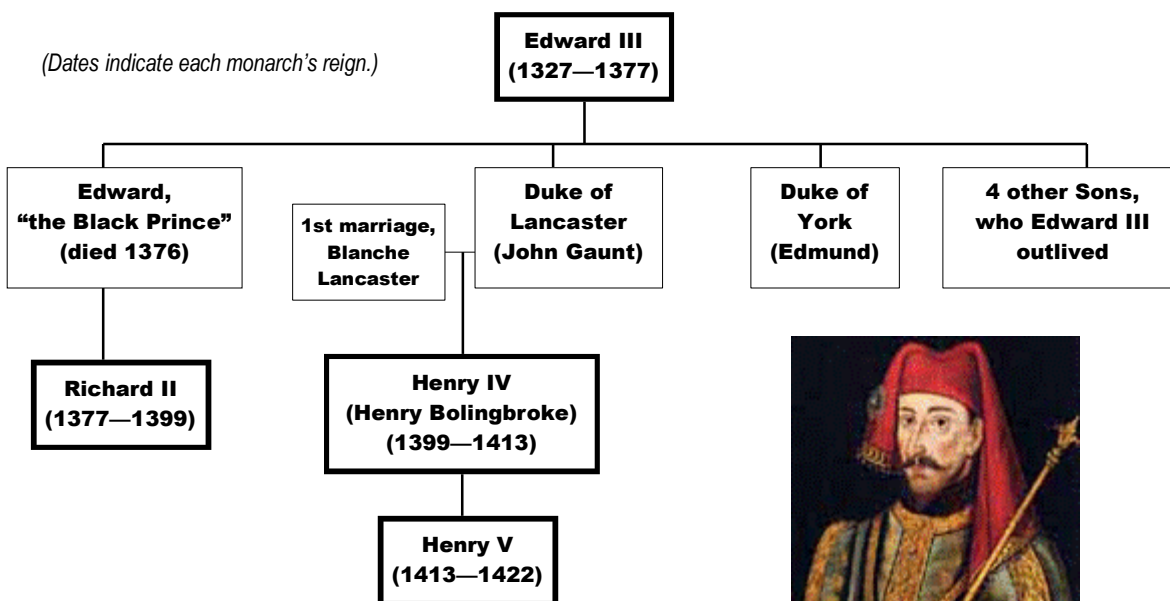 Edward III
(1327—1377)
(Dates indicate each monarch’s reign.)
Edward,
“the Black Prince”
(died 1376)
1st marriage,
Blanche
Lancaster
Duke of
Lancaster
(John Gaunt)
Duke of
York
(Edmund)
4 other Sons,
who Edward III
outlived
Richard II
(1377—1399)
Henry IV
(Henry Bolingbroke)
(1399—1413)
Henry V
(1413—1422)